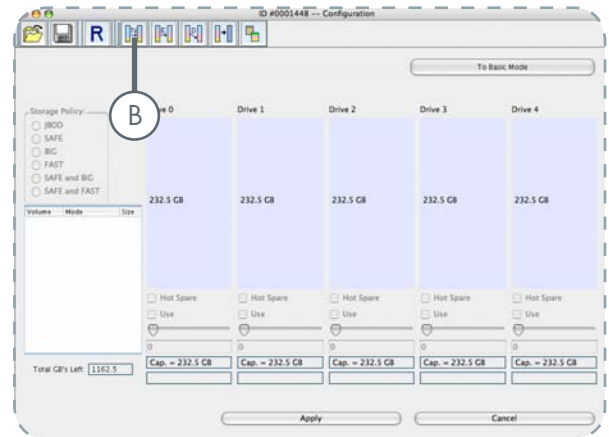 ID #0001448 -- Configuration
R
To Basic Mode
B
Storage Policy:
JBOD
SAFE
BIG
FAST
SAFE and BIG
SAFE and FAST
Volume Mode Size
Total GB's Left: 1162.5
ve 0 Drive 1 Drive 2 Drive 3 Drive 4
232.5 GB 232.5 GB 232.5 GB 232.5 GB 232.5 GB
Hot Spare Hot Spare Hot Spare Hot Spare Hot Spare
Use Use Use Use Use
0 0 0 0 0
Cap. = 232.5 GB Cap. = 232.5 GB Cap. = 232.5 GB Cap. = 232.5 GB Cap. = 232.5 GB
Apply Cancel